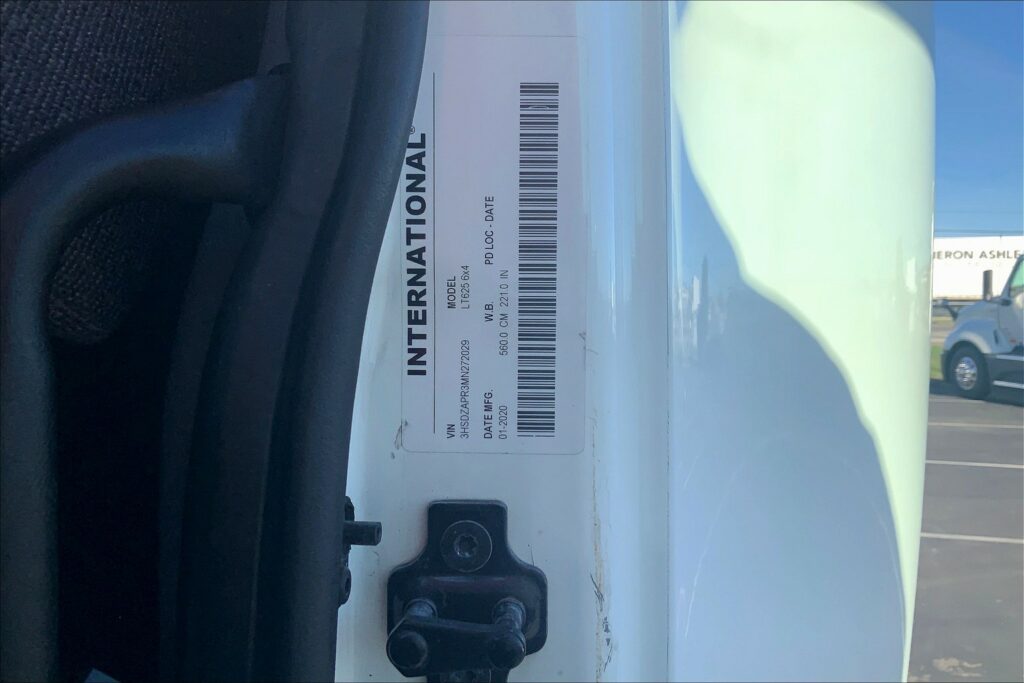 INTERNATIONAL®
VIN MODEL
3HSDZAPR3MN272029 LT625 6x4
DATE MFG. W.B. PD LOC - DATE
01-2020 560.0 CM 221.0 IN
ERON ASHLE